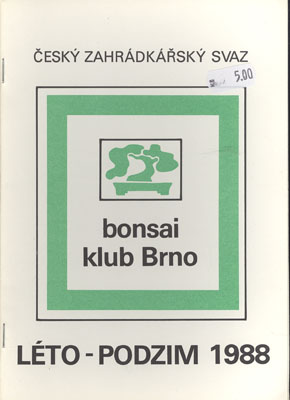 ČESKÝ ZAHRÁDKÁŘSKÝ SVAZ
5.00
bonsai
klub Brno
LÉTO - PODZIM 1988